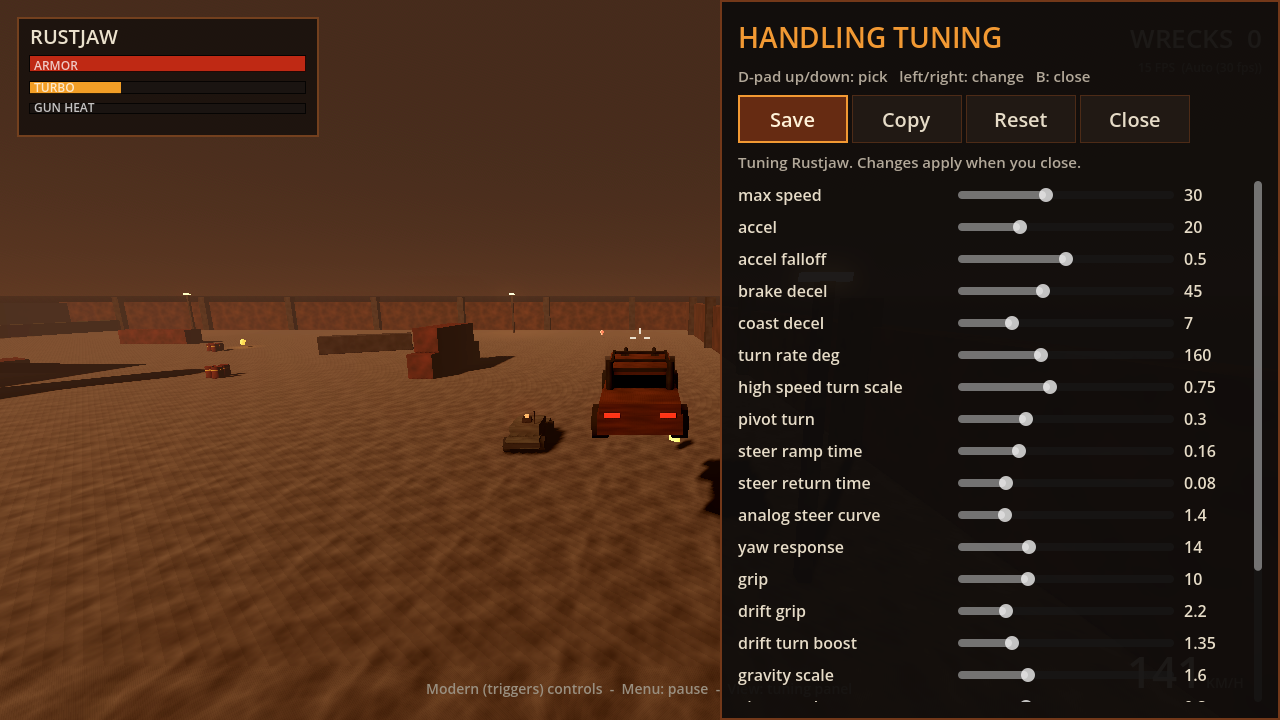 RUSTJAW
ARMOR
TURBO
GUN HEAT
HANDLING TUNING
WRECKS 0
D-pad up/down: pick left/right: change B: close
Save Copy Reset Close
Tuning Rustjaw. Changes apply when you close.
max speed 30
accel 20
accel falloff 0.5
brake decel 45
coast decel 7
turn rate deg 160
high speed turn scale 0.75
pivot turn 0.3
steer ramp time 0.16
steer return time 0.08
analog steer curve 1.4
yaw response 14
grip 10
drift grip 2.2
drift turn boost 1.35
gravity scale 1.6
141 KM/H
Modern (triggers) controls - Menu: pause - View: tuning panel